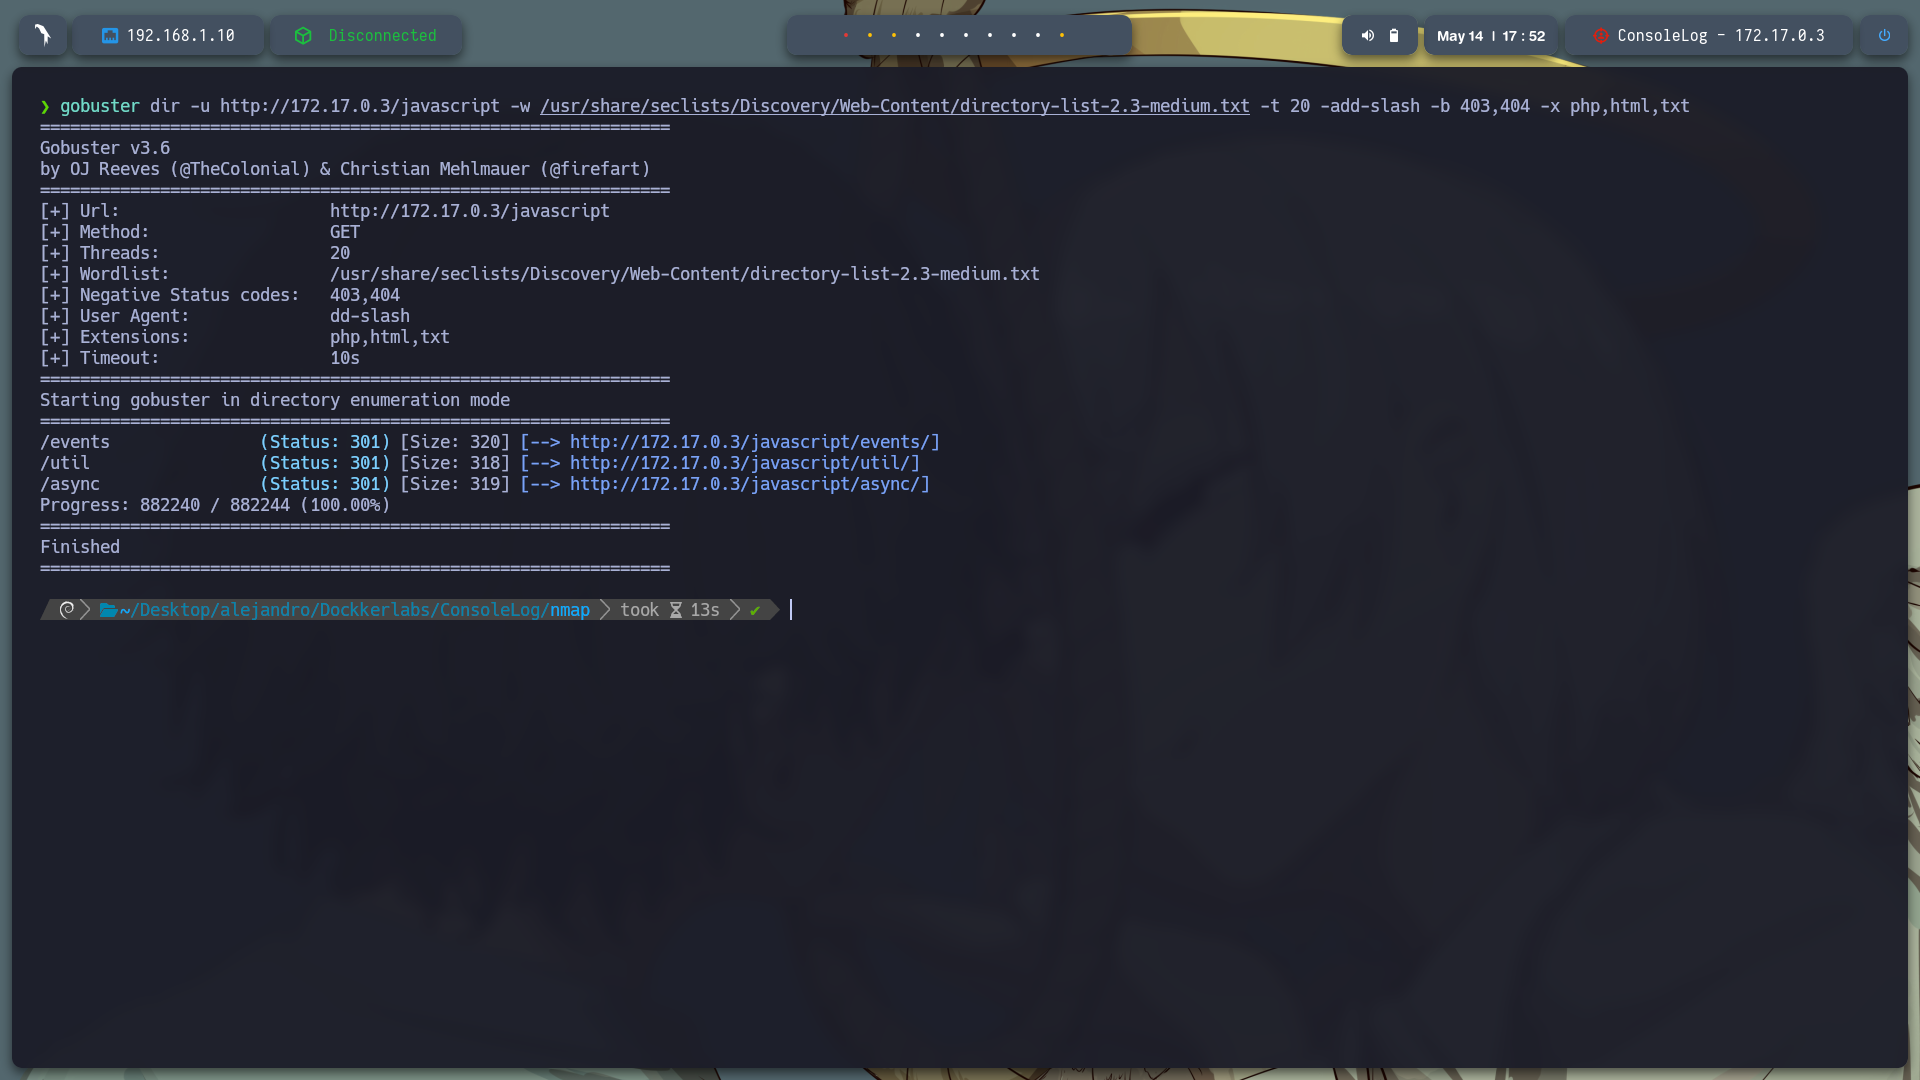 192.168.1.10
Disconnected
May 14 | 17 : 52
ConsoleLog - 172.17.0.3
❯ gobuster dir -u http://172.17.0.3/javascript -w /usr/share/seclists/Discovery/Web-Content/directory-list-2.3-medium.txt -t 20 -add-slash -b 403,404 -x php,html,txt
===============================================================
Gobuster v3.6
by OJ Reeves (@TheColonial) & Christian Mehlmauer (@firefart)
===============================================================
[+] Url:                     http://172.17.0.3/javascript
[+] Method:                  GET
[+] Threads:                 20
[+] Wordlist:                /usr/share/seclists/Discovery/Web-Content/directory-list-2.3-medium.txt
[+] Negative Status codes:   403,404
[+] User Agent:              dd-slash
[+] Extensions:              php,html,txt
[+] Timeout:                 10s
===============================================================
Starting gobuster in directory enumeration mode
===============================================================
/events               (Status: 301) [Size: 320] [--> http://172.17.0.3/javascript/events/]
/util                 (Status: 301) [Size: 318] [--> http://172.17.0.3/javascript/util/]
/async                (Status: 301) [Size: 319] [--> http://172.17.0.3/javascript/async/]
Progress: 882240 / 882244 (100.00%)
===============================================================
Finished
===============================================================
~/Desktop/alejandro/Dockkerlabs/ConsoleLog/nmap took 13s ✔